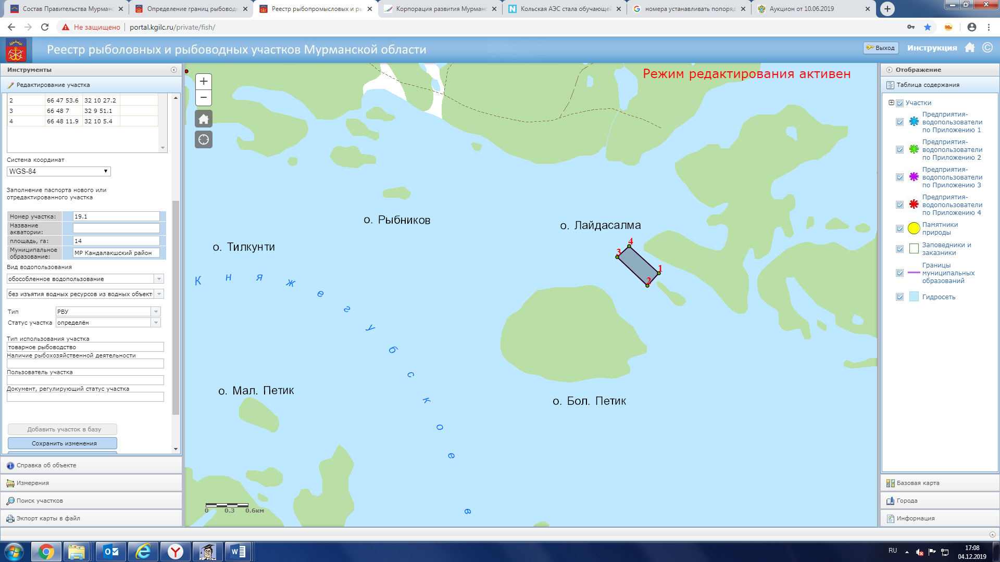 Состав Правительства Мурманс
Определение границ рыбоводн
Реестр рыбопромысловых и ры
Корпорация развития Мурманс
Кольская АЭС стала обучающей
номера устанавливать попоряд
Аукцион от 10.06.2019
Не защищено
portal.kgilc.ru/private/fish/
Реестр рыболовных и рыбоводных участков Мурманской области
Выход
Инструкция
Инструменты
Редактирование участка
2 66 47 53.6 32 10 27.2
3 66 48 7 32 9 51.1
4 66 48 11.9 32 10 5.4
Система координат
WGS-84
Заполнение паспорта нового или
отредактированного участка
Номер участка: 19.1
Название
акватории:
площадь, га: 14
Муниципальное
образование: МР Кандалакшский район
Вид водопользования
обособленное водопользование
без изъятия водных ресурсов из водных объект
Тип РВУ
Статус участка определён
Тип использования участка
товарное рыбоводство
Наличие рыбохозяйственной деятельности
Пользователь участка
Документ, регулирующий статус участка
Добавить участок в базу
Сохранить изменения
Справка об объекте
Измерения
Поиск участков
Экспорт карты в файл
Режим редактирования активен
+
−
о. Рыбников
о. Лайдасалма
о. Тилкунти
4
3
1
2
Княжегубское в
о. Мал. Петик
о. Бол. Петик
0 0.3 0.6км
Отображение
Таблица содержания
Участки
Предприятия-
водопользователи
по Приложению 1
Предприятия-
водопользователи
по Приложению 2
Предприятия-
водопользователи
по Приложению 3
Предприятия-
водопользователи
по Приложению 4
Памятники
природы
Заповедники и
заказники
Границы
муниципальных
образований
Гидросеть
Базовая карта
Города
Информация
RU
17:08
04.12.2019